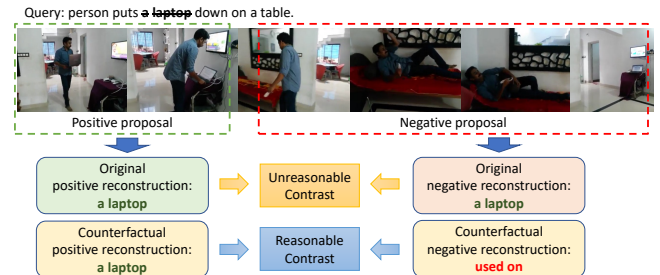 Query: person puts a laptop down on a table.
Positive proposal
Negative proposal
Original
positive reconstruction:
a laptop
Unreasonable
Contrast
Original
negative reconstruction:
a laptop
Counterfactual
positive reconstruction:
a laptop
Reasonable
Contrast
Counterfactual
negative reconstruction:
used on